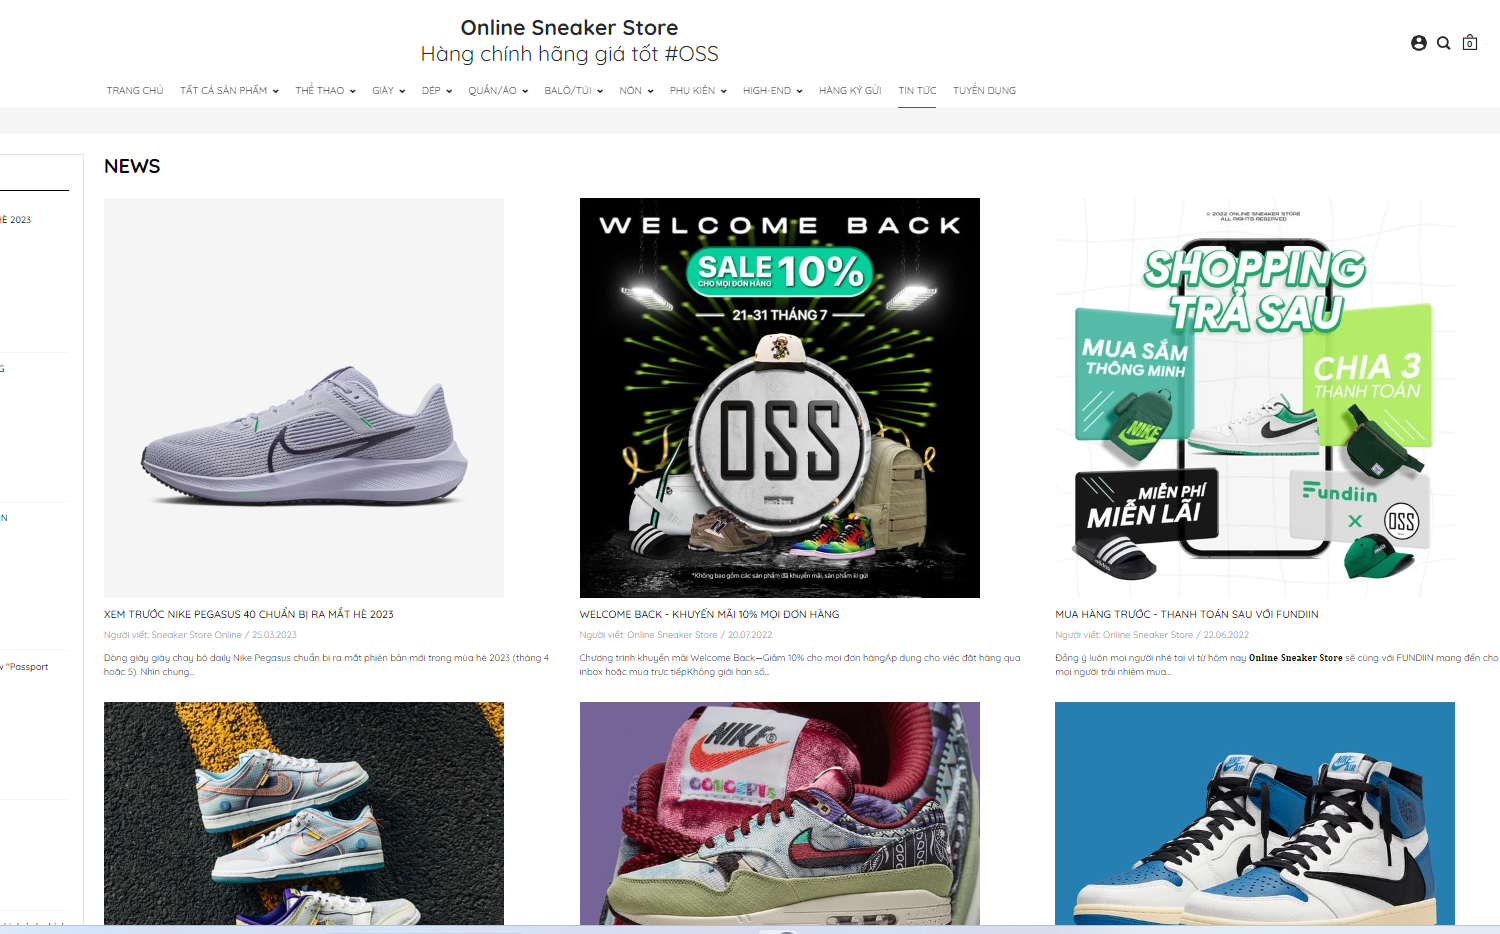 Online Sneaker Store
Hàng chính hãng giá tốt #OSS
0
TRANG CHỦ TẤT CẢ SẢN PHẨM THỂ THAO GIÀY DÉP QUẦN/ÁO BALÔ/TÚI NÓN PHỤ KIỆN HIGH-END HÀNG KÝ GỬI TIN TỨC TUYỂN DỤNG
HÈ 2023
G
IN
w "Passport
NEWS
WELCOME BACK
SALE 10%
CHO MỌI ĐƠN HÀNG
21-31 THÁNG 7
OSS
*Không bao gồm các sản phẩm đã khuyến mãi, sản phẩm kí gửi
© 2022 ONLINE SNEAKER STORE
ALL RIGHTS RESERVED
SHOPPING
TRẢ SAU
MUA SẮM
THÔNG MINH
CHIA 3
THANH TOÁN
NIKE
MIỄN PHÍ
MIỄN LÃI
Fundiin
X OSS
adidas
PALACE
XEM TRƯỚC NIKE PEGASUS 40 CHUẨN BỊ RA MẮT HÈ 2023
Người viết: Sneaker Store Online / 25.03.2023
Dòng giày giày chạy bộ daily Nike Pegasus chuẩn bị ra mắt phiên bản mới trong mùa hè 2023 (tháng 4
hoặc 5). Nhìn chung...
WELCOME BACK - KHUYẾN MÃI 10% MỌI ĐƠN HÀNG
Người viết: Online Sneaker Store / 20.07.2022
Chương trình khuyến mãi Welcome Back—Giảm 10% cho mọi đơn hàngÁp dụng cho việc đặt hàng qua
inbox hoặc mua trực tiếpKhông giới hạn số...
MUA HÀNG TRƯỚC - THANH TOÁN SAU VỚI FUNDIIN
Người viết: Online Sneaker Store / 22.06.2022
Đồng ý luôn mọi người nhé tại vì từ hôm nay Online Sneaker Store sẽ cùng với FUNDIIN mang đến cho
mọi người trải nhiệm mua...
NIKE
CONCEPTS
NIKE
AIR
NIKE
AIR